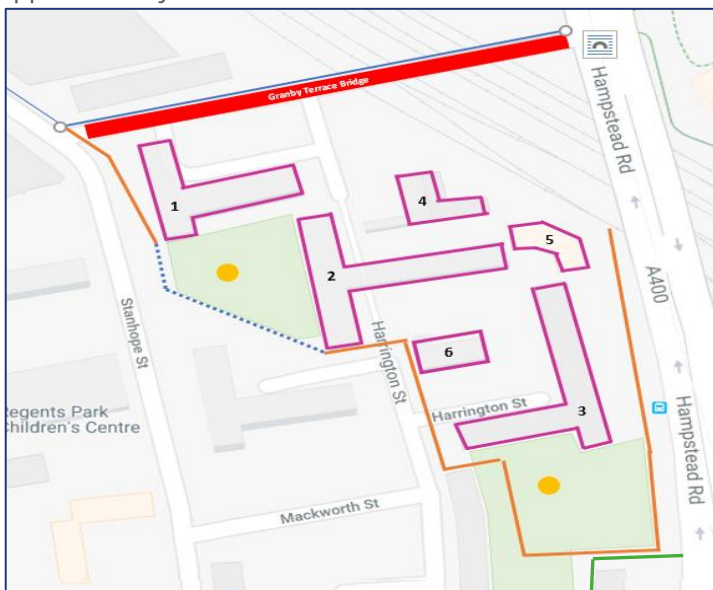 Granby Terrace Bridge
Hampstead Rd
1
4
2
5
A400
Stanhope St
Harrington St
6
Regents Park
Children's Centre
Harrington St
3
Hampstead Rd
Mackworth St